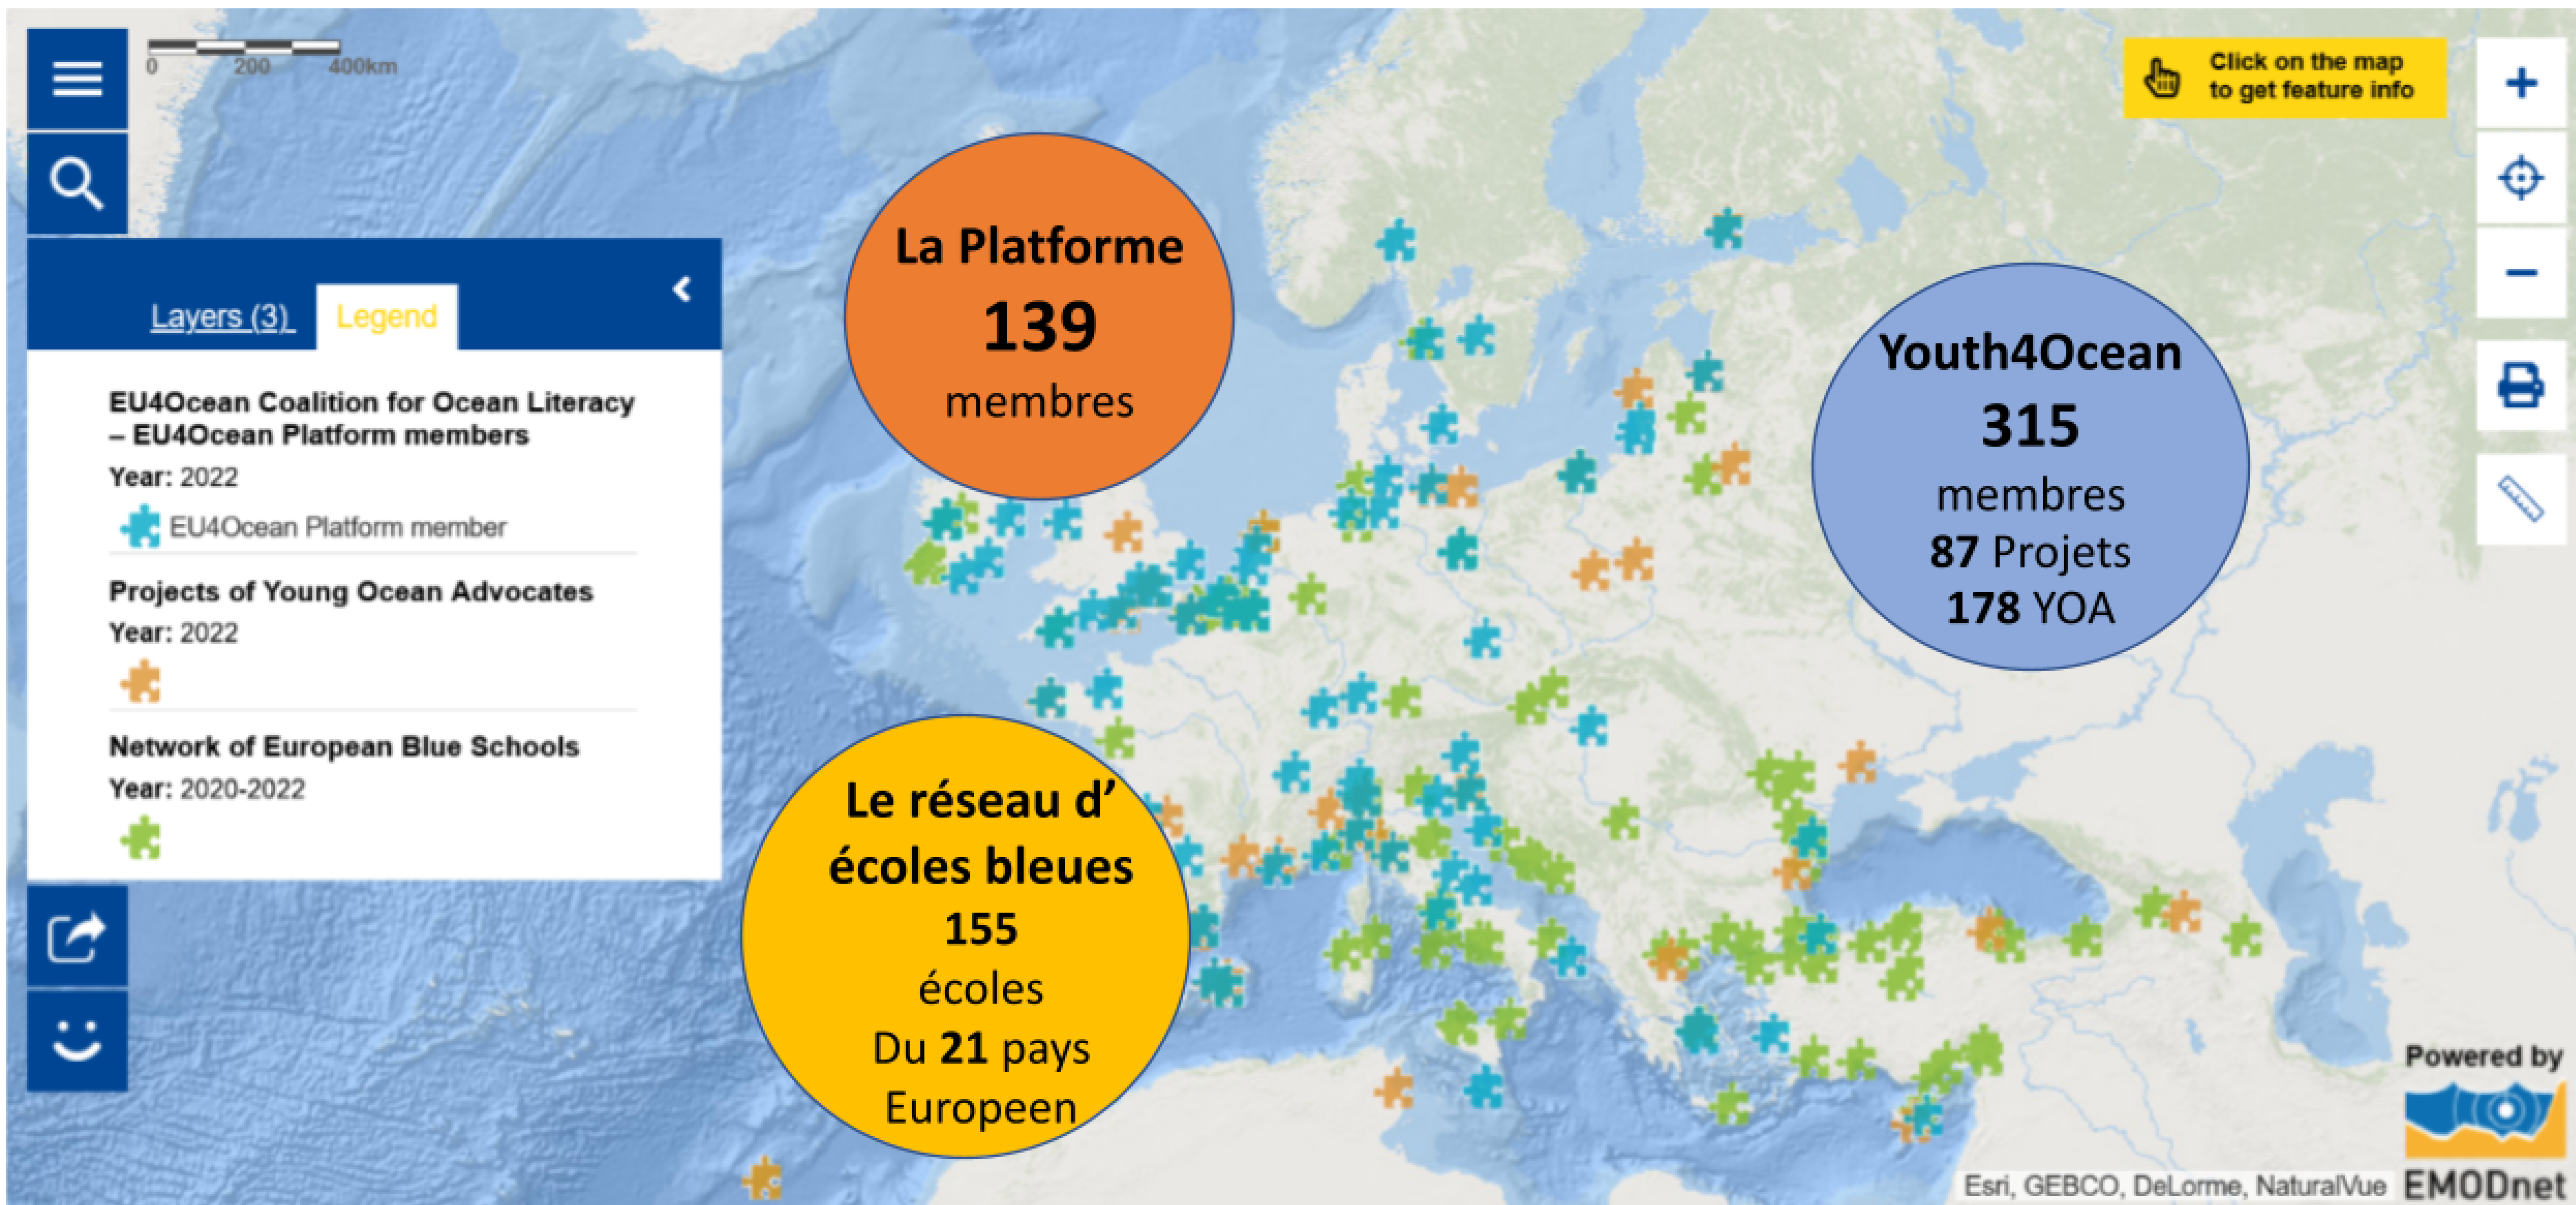 0 200 400km
Click on the map
to get feature info
Layers (3) Legend
EU4Ocean Coalition for Ocean Literacy
– EU4Ocean Platform members
Year: 2022
EU4Ocean Platform member
Projects of Young Ocean Advocates
Year: 2022
Network of European Blue Schools
Year: 2020-2022
La Platforme
139
membres
Youth4Ocean
315
membres
87 Projets
178 YOA
Le réseau d’
écoles bleues
155
écoles
Du 21 pays
Europeen
Powered by
EMODnet
Esri, GEBCO, DeLorme, NaturalVue